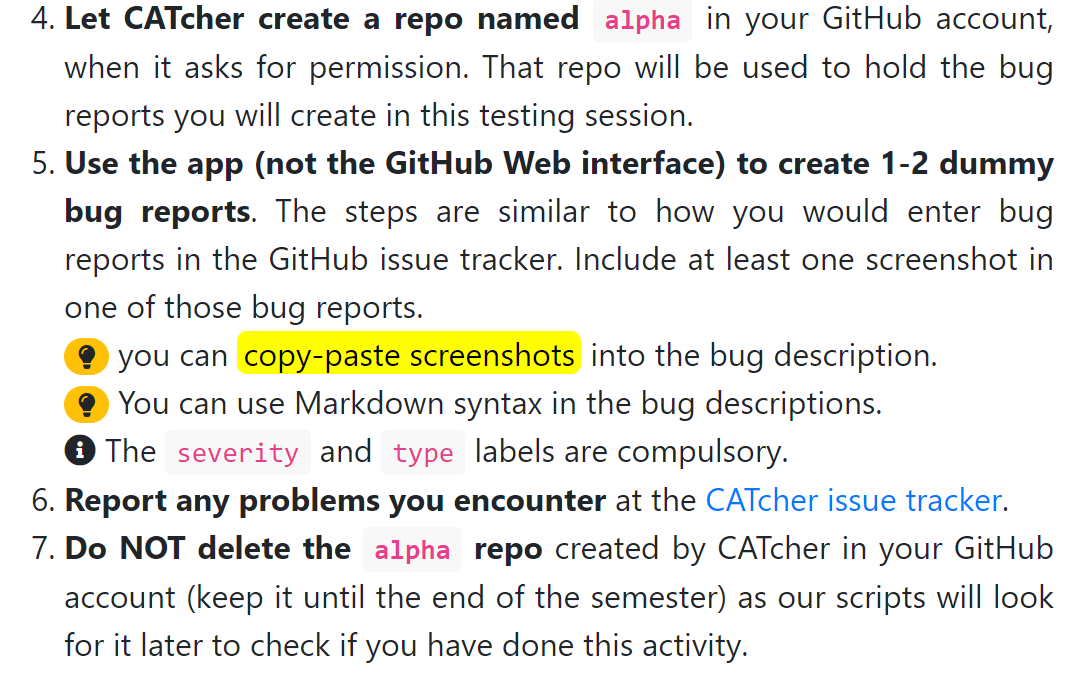 4. Let CATcher create a repo named alpha in your GitHub account,
when it asks for permission. That repo will be used to hold the bug
reports you will create in this testing session.
5. Use the app (not the GitHub Web interface) to create 1-2 dummy
bug reports. The steps are similar to how you would enter bug
reports in the GitHub issue tracker. Include at least one screenshot in
one of those bug reports.
you can copy-paste screenshots into the bug description.
You can use Markdown syntax in the bug descriptions.
The severity and type labels are compulsory.
6. Report any problems you encounter at the CATcher issue tracker.
7. Do NOT delete the alpha repo created by CATcher in your GitHub
account (keep it until the end of the semester) as our scripts will look
for it later to check if you have done this activity.